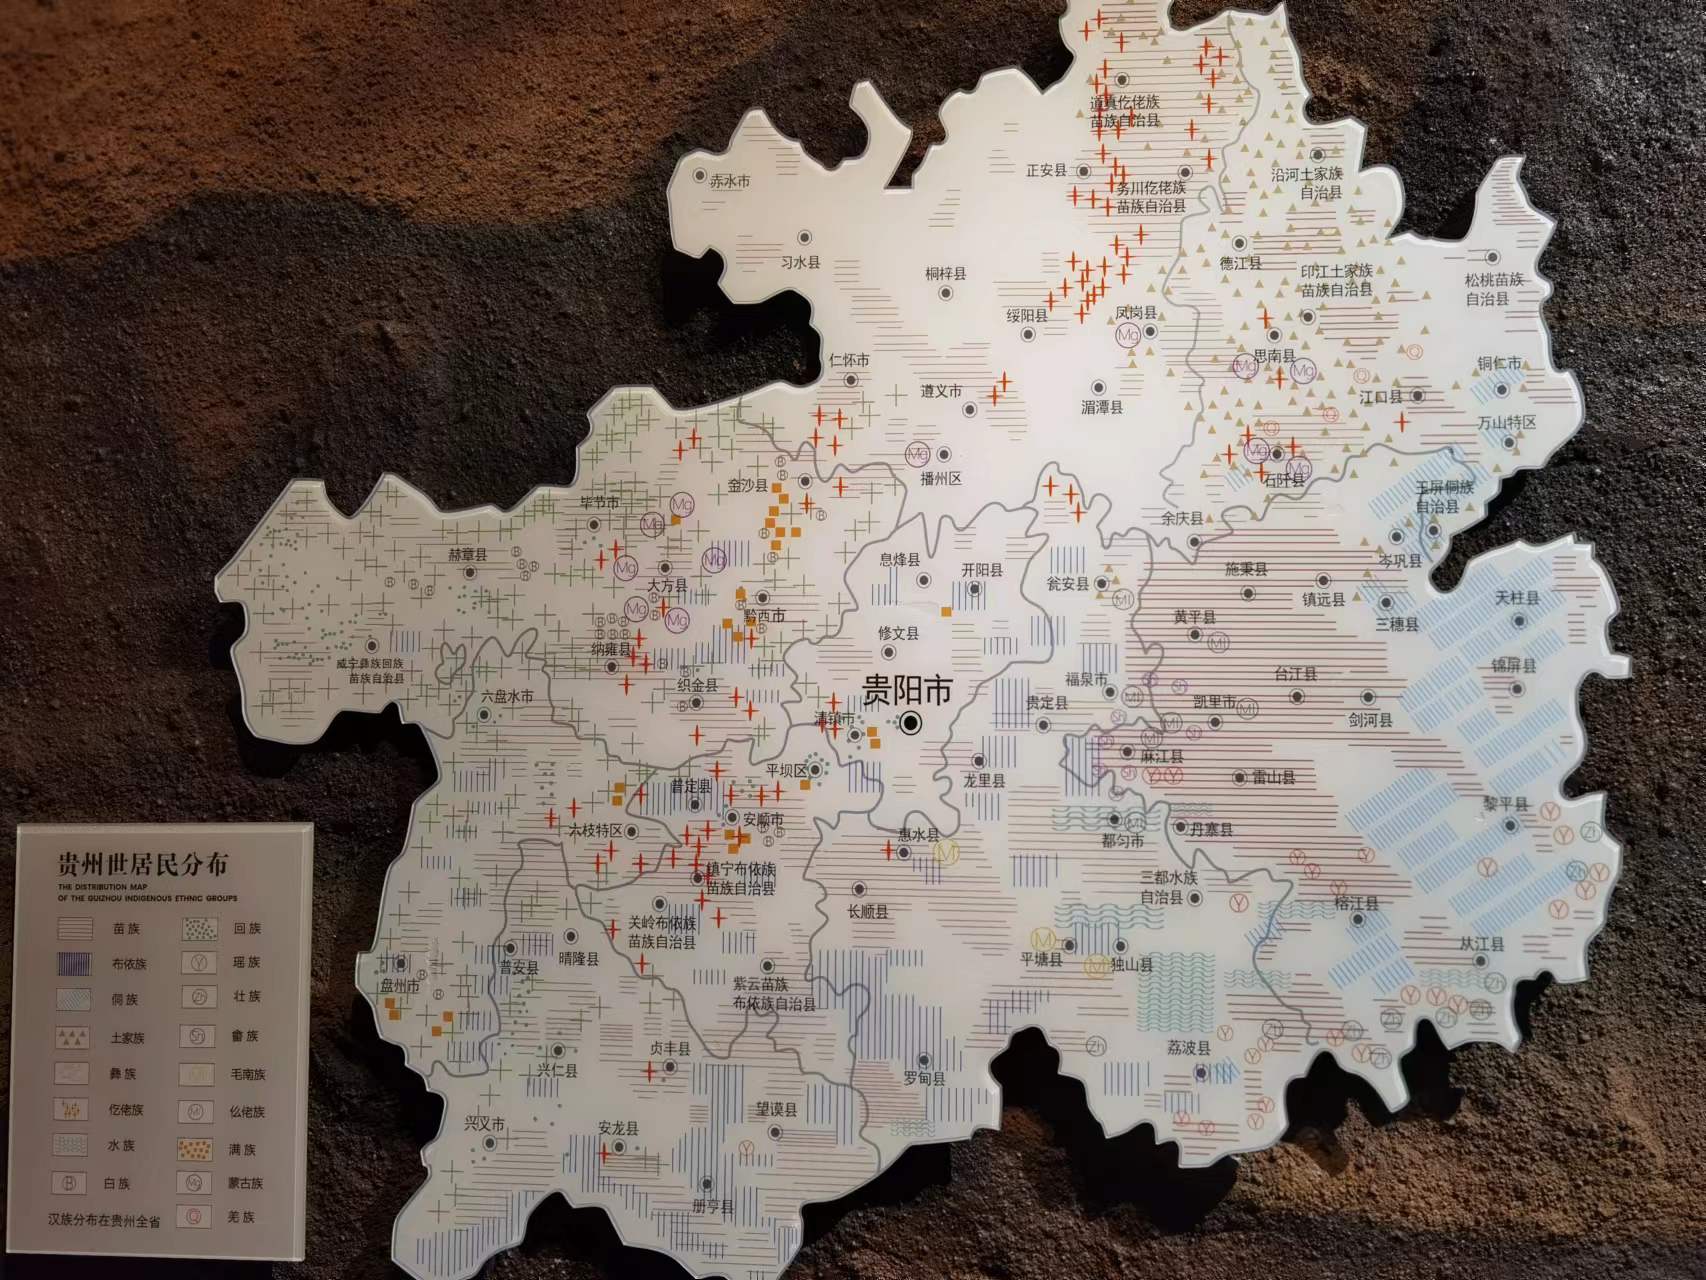 道真仡佬族
苗族自治县
正安县
务川仡佬族
苗族自治县
沿河土家族
自治县
赤水市
习水县
桐梓县
德江县
印江土家族
苗族自治县
松桃苗族
自治县
绥阳县
凤岗县
Mg
思南县
Mg
Mg
Q
Q
铜仁市
仁怀市
遵义市
湄潭县
江口县
Q
Q
万山特区
Mg
播州区
Mg
Mg
石阡县
金沙县
玉屏侗族
自治县
毕节市
Mg
Mg
余庆县
赫章县
大方县
Mg
Mg
Mg
Mg
息烽县
开阳县
瓮安县
Ml
施秉县
镇远县
岑巩县
三穗县
天柱县
黔西市
修文县
黄平县
Ml
威宁彝族回族
苗族自治县
纳雍县
织金县
六盘水市
贵阳市
清镇市
福泉市
贵定县
凯里市
台江县
剑河县
锦屏县
平坝区
龙里县
麻江县
雷山县
普定县
安顺市
六枝特区
惠水县
都匀市
丹寨县
黎平县
镇宁布依族
苗族自治县
三都水族
自治县
榕江县
长顺县
关岭布依族
苗族自治县
平塘县
独山县
从江县
普安县
晴隆县
盘州市
紫云苗族
布依族自治县
兴仁县
贞丰县
罗甸县
荔波县
兴义市
安龙县
望谟县
册亨县
贵州世居民分布
THE DISTRIBUTION MAP
OF THE GUIZHOU INDIGENOUS ETHNIC GROUPS
苗族
回族
布依族
Y
瑶族
侗族
Zh
壮族
土家族
Sh
畲族
彝族
毛南族
仡佬族
Ml
仫佬族
水族
满族
B
白族
Mg
蒙古族
汉族分布在贵州全省
Q
羌族